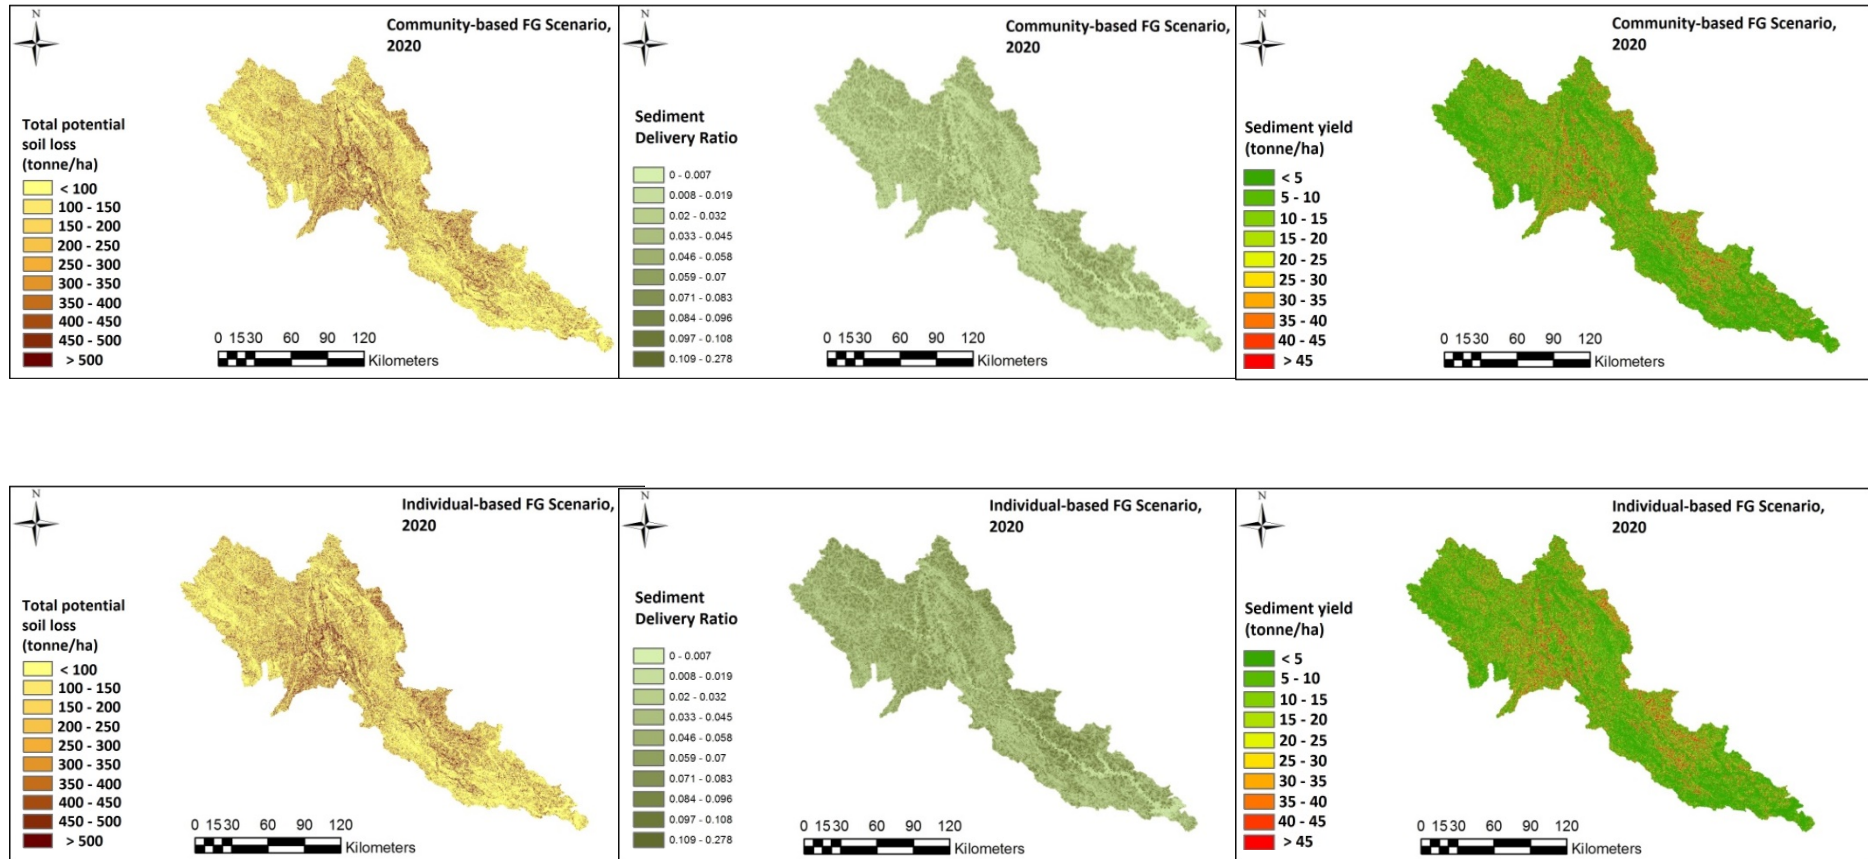 N
Community-based FG Scenario,
2020
Total potential
soil loss
(tonne/ha)
< 100
100 - 150
150 - 200
200 - 250
250 - 300
300 - 350
350 - 400
400 - 450
450 - 500
> 500
0 15 30 60 90 120
Kilometers
N
Community-based FG Scenario,
2020
Sediment
Delivery Ratio
0 - 0.007
0.008 - 0.019
0.02 - 0.032
0.033 - 0.045
0.046 - 0.058
0.059 - 0.07
0.071 - 0.083
0.084 - 0.096
0.097 - 0.108
0.109 - 0.278
0 15 30 60 90 120
Kilometers
N
Community-based FG Scenario,
2020
Sediment yield
(tonne/ha)
< 5
5 - 10
10 - 15
15 - 20
20 - 25
25 - 30
30 - 35
35 - 40
40 - 45
> 45
0 15 30 60 90 120
Kilometers
N
Individual-based FG Scenario,
2020
Total potential
soil loss
(tonne/ha)
< 100
100 - 150
150 - 200
200 - 250
250 - 300
300 - 350
350 - 400
400 - 450
450 - 500
> 500
0 15 30 60 90 120
Kilometers
N
Individual-based FG Scenario,
2020
Sediment
Delivery Ratio
0 - 0.007
0.008 - 0.019
0.02 - 0.032
0.033 - 0.045
0.046 - 0.058
0.059 - 0.07
0.071 - 0.083
0.084 - 0.096
0.097 - 0.108
0.109 - 0.278
0 15 30 60 90 120
Kilometers
N
Individual-based FG Scenario,
2020
Sediment yield
(tonne/ha)
< 5
5 - 10
10 - 15
15 - 20
20 - 25
25 - 30
30 - 35
35 - 40
40 - 45
> 45
0 15 30 60 90 120
Kilometers